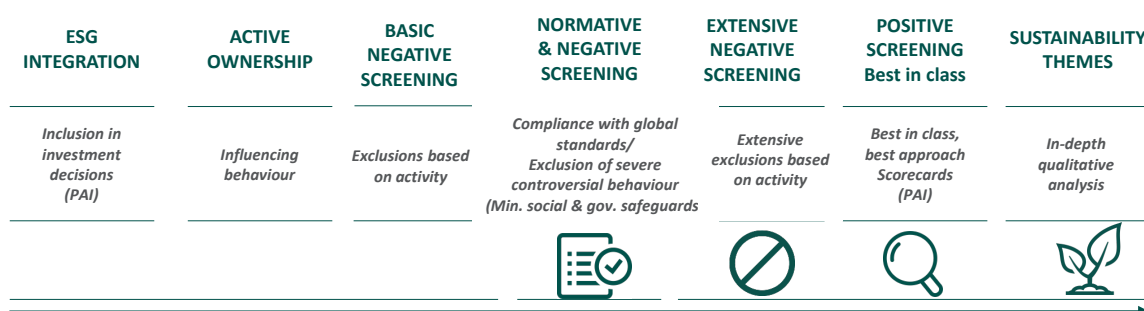 ESG
INTEGRATION
ACTIVE
OWNERSHIP
BASIC
NEGATIVE
SCREENING
NORMATIVE
& NEGATIVE
SCREENING
EXTENSIVE
NEGATIVE
SCREENING
POSITIVE
SCREENING
Best in class
SUSTAINABILITY
THEMES
Inclusion in
investment
decisions
(PAI)
Influencing
behaviour
Exclusions based
on activity
Compliance with global
standards/
Exclusion of severe
controversial behaviour
(Min. social & gov. safeguards
Extensive
exclusions based
on activity
Best in class,
best approach
Scorecards
(PAI)
In-depth
qualitative
analysis